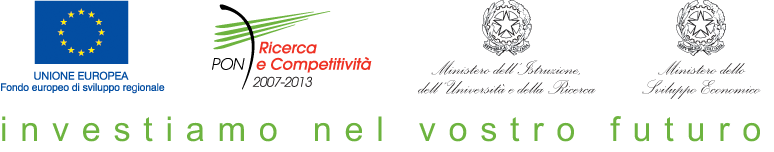 UNIONE EUROPEA
Fondo europeo di sviluppo regionale
PON Ricerca
e Competitività
2007-2013
Ministero dell'Istruzione,
dell'Università e della Ricerca
Ministero dello
Sviluppo Economico
investiamo nel vostro futuro